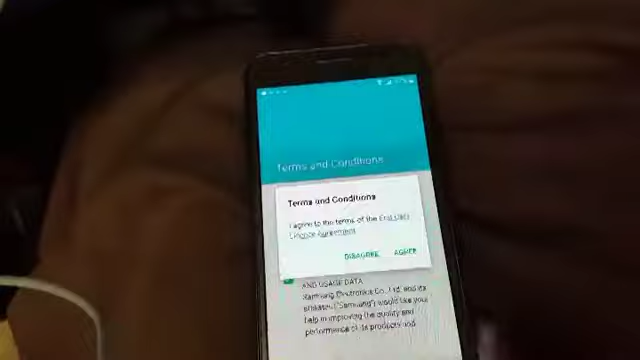 Terms and Conditions
Terms and Conditions
I agree to the terms of the End User
License Agreement
DISAGREE AGREE
AND USAGE DATA
Samsung Electronics Co., Ltd. and its
affiliates ("Samsung") would like your
help in improving the quality and
performance of its products and